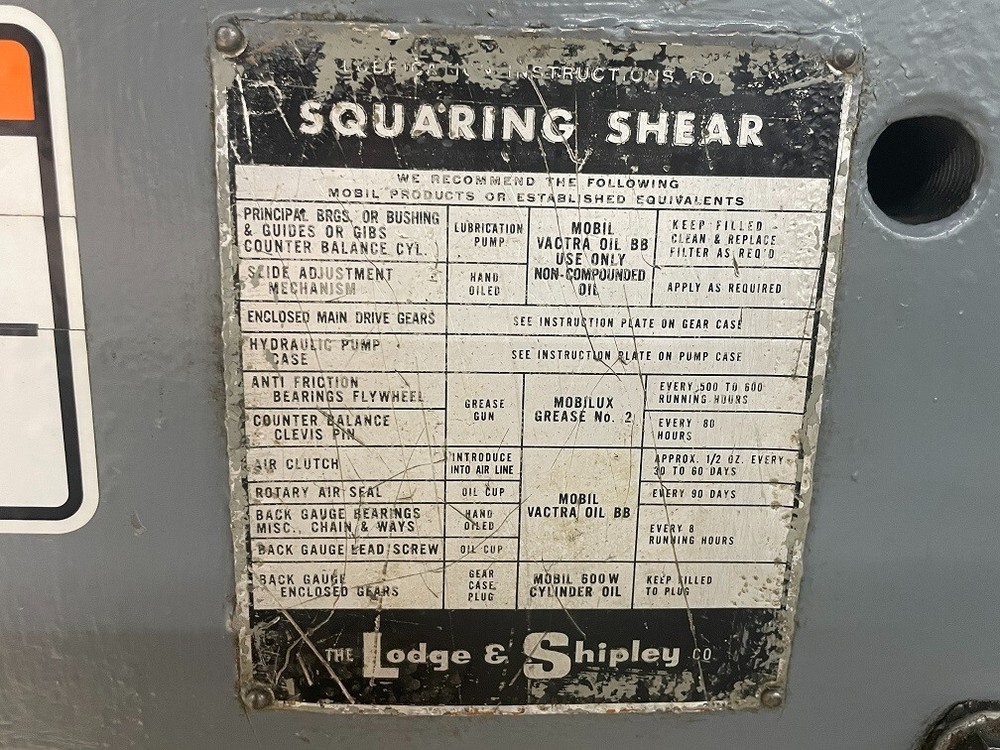 LUBRICATION INSTRUCTIONS FO
SQUARING SHEAR
WE RECOMMEND THE FOLLOWING
MOBIL PRODUCTS OR ESTABLISHED EQUIVALENTS
PRINCIPAL BRGS. OR BUSHING
& GUIDES OR GIBS
COUNTER BALANCE CYL.
LUBRICATION
PUMP
MOBIL
VACTRA OIL BB
USE ONLY
NON-COMPOUNDED
OIL
KEEP FILLED -
CLEAN & REPLACE
FILTER AS REQ'D
SLIDE ADJUSTMENT
MECHANISM
HAND
OILED
APPLY AS REQUIRED
ENCLOSED MAIN DRIVE GEARS
SEE INSTRUCTION PLATE ON GEAR CASE
HYDRAULIC PUMP
CASE
SEE INSTRUCTION PLATE ON PUMP CASE
ANTI FRICTION
BEARINGS FLYWHEEL
GREASE
GUN
MOBILUX
GREASE No. 2
EVERY 500 TO 600
RUNNING HOURS
COUNTER BALANCE
CLEVIS PIN
EVERY 80
HOURS
AIR CLUTCH
INTRODUCE
INTO AIR LINE
MOBIL
VACTRA OIL BB
APPROX. 1/2 OZ. EVERY
30 TO 60 DAYS
ROTARY AIR SEAL
OIL CUP
EVERY 90 DAYS
BACK GAUGE BEARINGS
MISC., CHAIN & WAYS
HAND
OILED
EVERY 8
RUNNING HOURS
BACK GAUGE LEAD SCREW
OIL CUP
BACK GAUGE
ENCLOSED GEARS
GEAR
CASE
PLUG
MOBIL 600 W
CYLINDER OIL
KEEP FILLED
TO PLUG
THE Lodge & Shipley CO